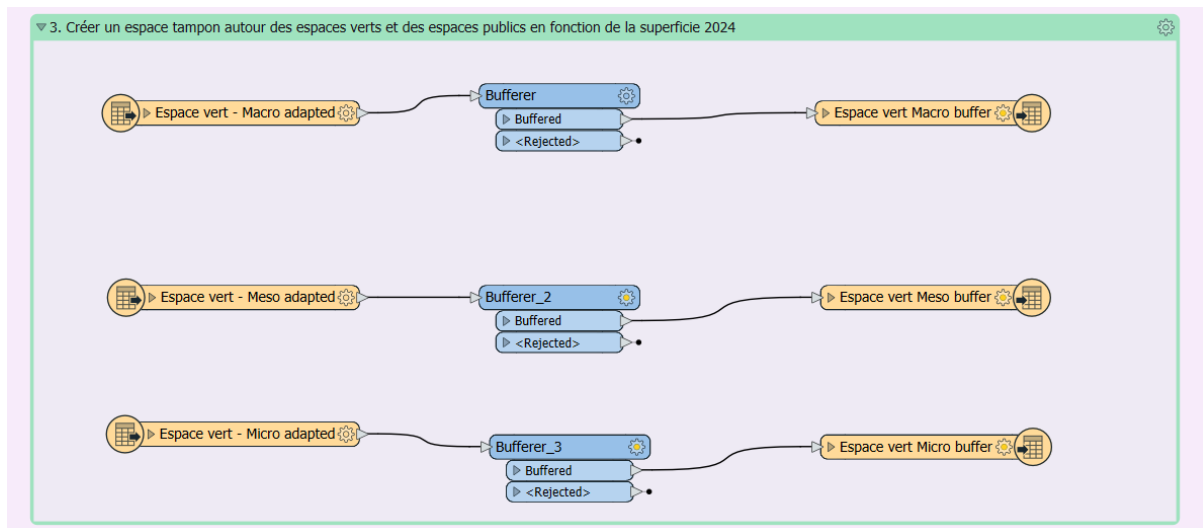 3. Créer un espace tampon autour des espaces verts et des espaces publics en fonction de la superficie 2024
Espace vert - Macro adapted
Bufferer
Buffered
<Rejected>
Espace vert Macro buffer
Espace vert - Meso adapted
Bufferer_2
Buffered
<Rejected>
Espace vert Meso buffer
Espace vert - Micro adapted
Bufferer_3
Buffered
<Rejected>
Espace vert Micro buffer